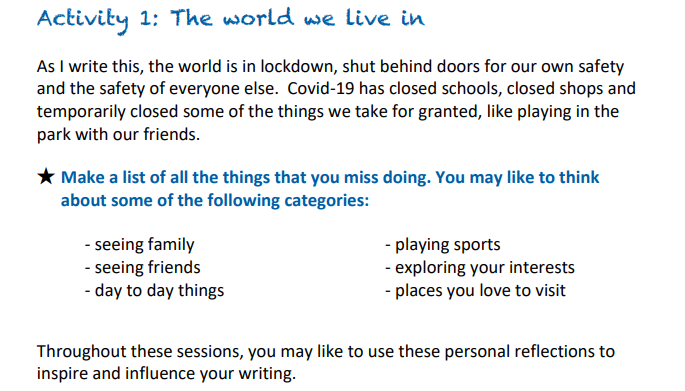 Activity 1: The world we live in
As I write this, the world is in lockdown, shut behind doors for our own safety
and the safety of everyone else.  Covid-19 has closed schools, closed shops and
temporarily closed some of the things we take for granted, like playing in the
park with our friends.
★ Make a list of all the things that you miss doing. You may like to think
about some of the following categories:
- seeing family
- seeing friends
- day to day things
- playing sports
- exploring your interests
- places you love to visit
Throughout these sessions, you may like to use these personal reflections to
inspire and influence your writing.